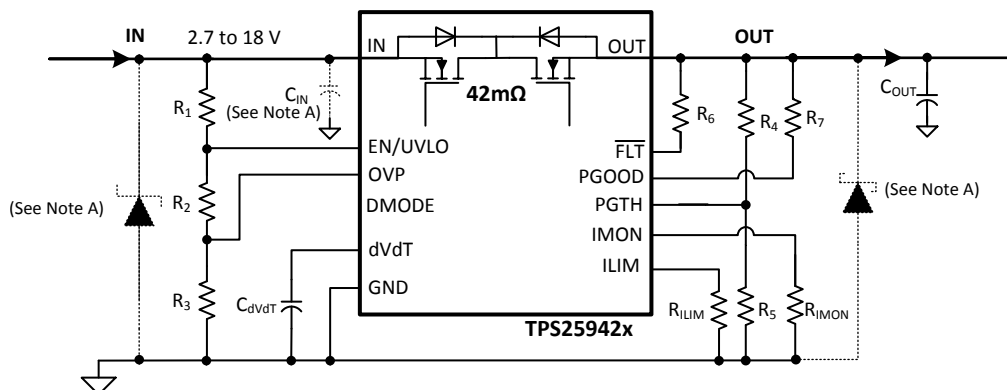 IN
2.7 to 18 V
IN
OUT
OUT
42mΩ
R1
CIN
(See Note A)
R6
R4
R7
COUT
EN/UVLO
FLT
OVP
PGOOD
(See Note A)
R2
DMODE
PGTH
(See Note A)
IMON
dVdT
ILIM
R3
CdVdT
GND
RILIM
R5
RIMON
TPS25942x